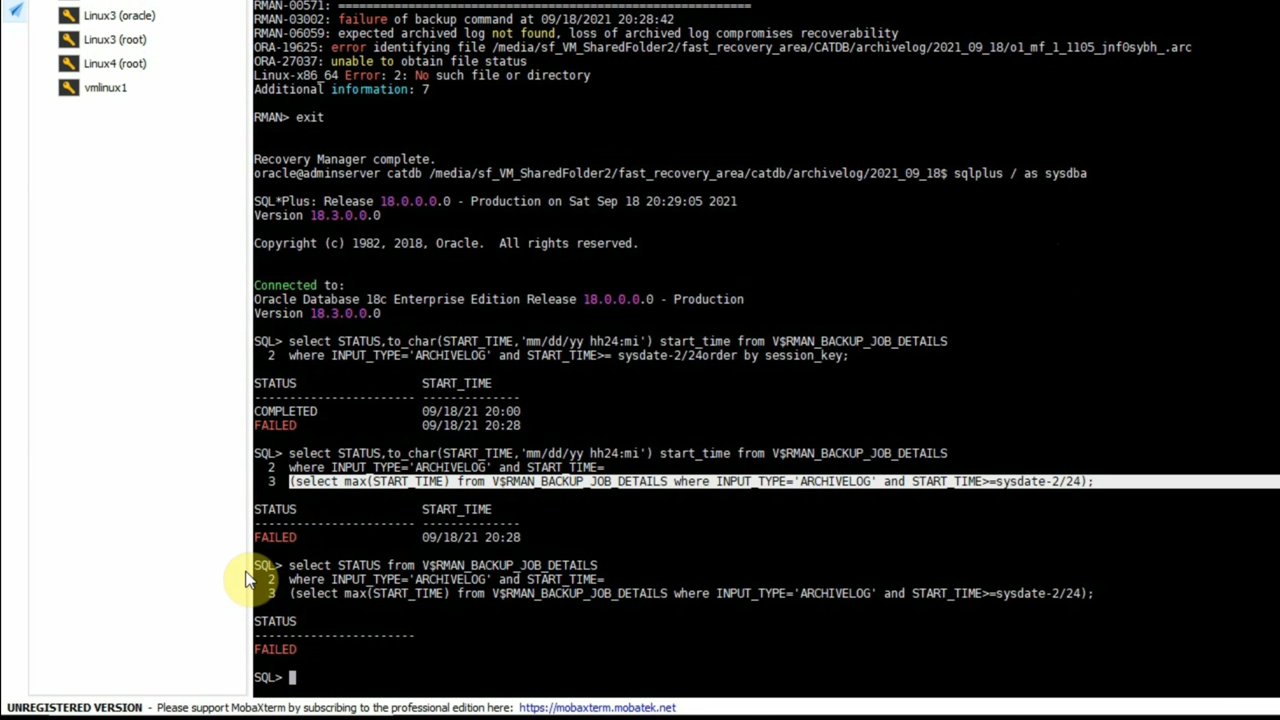 Linux3 (oracle)
Linux3 (root)
Linux4 (root)
vmlinux1
RMAN-00571: ===========================================================
RMAN-03002: failure of backup command at 09/18/2021 20:28:42
RMAN-06059: expected archived log not found, loss of archived log compromises recoverability
ORA-19625: error identifying file /media/sf_VM_SharedFolder2/fast_recovery_area/CATDB/archivelog/2021_09_18/o1_mf_1_1105_jnf0sybh_.arc
ORA-27037: unable to obtain file status
Linux-x86_64 Error: 2: No such file or directory
Additional information: 7
RMAN> exit
Recovery Manager complete.
oracle@adminserver catdb /media/sf_VM_SharedFolder2/fast_recovery_area/catdb/archivelog/2021_09_18$ sqlplus / as sysdba
SQL*Plus: Release 18.0.0.0.0 - Production on Sat Sep 18 20:29:05 2021
Version 18.3.0.0.0
Copyright (c) 1982, 2018, Oracle.  All rights reserved.
Connected to:
Oracle Database 18c Enterprise Edition Release 18.0.0.0.0 - Production
Version 18.3.0.0.0
SQL> select STATUS,to_char(START_TIME,'mm/dd/yy hh24:mi') start_time from V$RMAN_BACKUP_JOB_DETAILS
2  where INPUT_TYPE='ARCHIVELOG' and START_TIME>= sysdate-2/24order by session_key;
STATUS                  START_TIME
----------------------- --------------
COMPLETED               09/18/21 20:00
FAILED                  09/18/21 20:28
SQL> select STATUS,to_char(START_TIME,'mm/dd/yy hh24:mi') start_time from V$RMAN_BACKUP_JOB_DETAILS
2  where INPUT_TYPE='ARCHIVELOG' and START_TIME=
3  (select max(START_TIME) from V$RMAN_BACKUP_JOB_DETAILS where INPUT_TYPE='ARCHIVELOG' and START_TIME>=sysdate-2/24);
STATUS                  START_TIME
----------------------- --------------
FAILED                  09/18/21 20:28
SQL> select STATUS from V$RMAN_BACKUP_JOB_DETAILS
2  where INPUT_TYPE='ARCHIVELOG' and START_TIME=
3  (select max(START_TIME) from V$RMAN_BACKUP_JOB_DETAILS where INPUT_TYPE='ARCHIVELOG' and START_TIME>=sysdate-2/24);
STATUS
-----------------------
FAILED
SQL>
UNREGISTERED VERSION - Please support MobaXterm by subscribing to the professional edition here: https://mobaxterm.mobatek.net